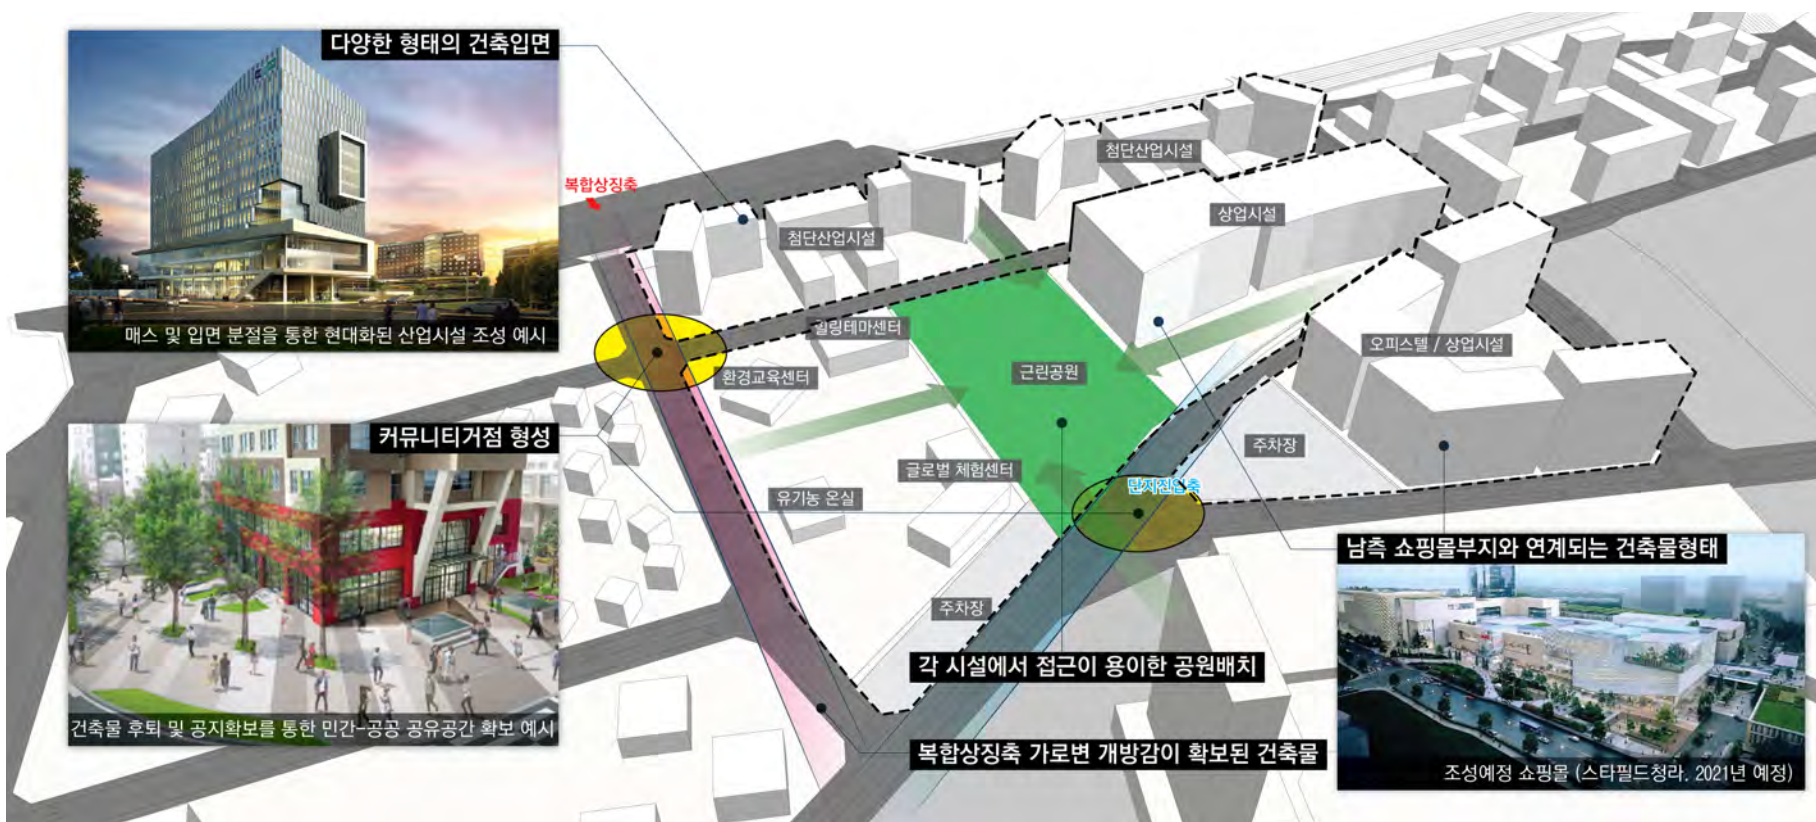 다양한 형태의 건축입면
매스 및 입면 분절을 통한 현대화된 산업시설 조성 예시
복합상징축
첨단산업시설
첨단산업시설
상업시설
힐링테마센터
환경교육센터
근린공원
오피스텔 / 상업시설
커뮤니티거점 형성
주차장
글로벌 체험센터
유기농 온실
단지진입축
건축물 후퇴 및 공지확보를 통한 민간-공공 공유공간 확보 예시
주차장
남측 쇼핑몰부지와 연계되는 건축물형태
각 시설에서 접근이 용이한 공원배치
복합상징축 가로변 개방감이 확보된 건축물
조성예정 쇼핑몰 (스타필드청라. 2021년 예정)